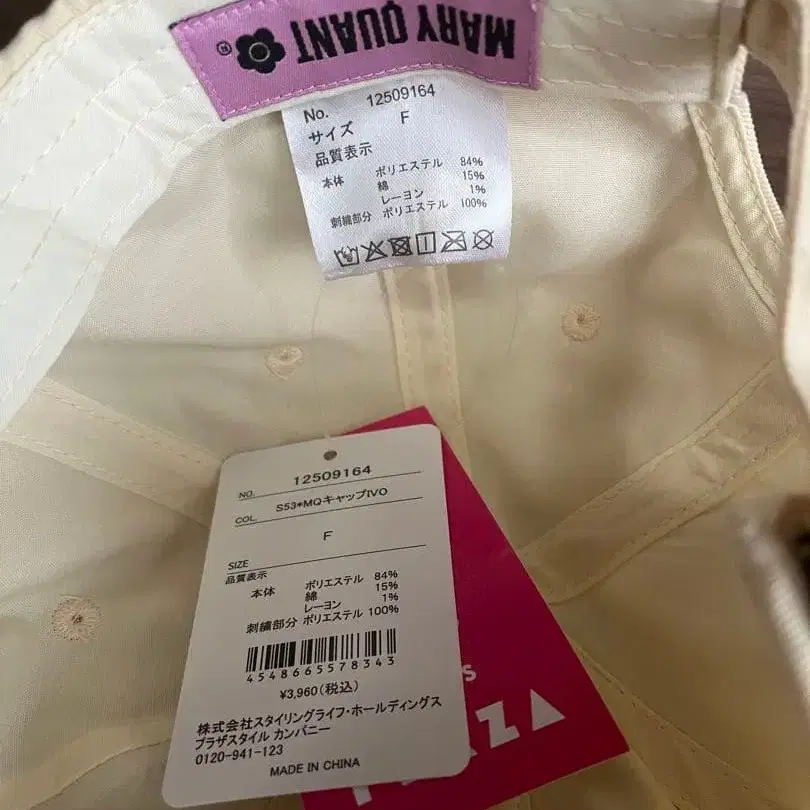 MARY QUANT
®
No. 12509164
サイズ F
品質表示
本体 ポリエステル 84%
綿 15%
レーヨン 1%
刺繍部分 ポリエステル 100%
NO. 12509164
COL. S53*MQキャップIVO
SIZE F
品質表示
本体 ポリエステル 84%
綿 15%
レーヨン 1%
刺繍部分 ポリエステル 100%
4548665578343
¥3,960(税込)
株式会社スタイリングライフ・ホールディングス
プラザスタイル カンパニー
0120-941-123
MADE IN CHINA